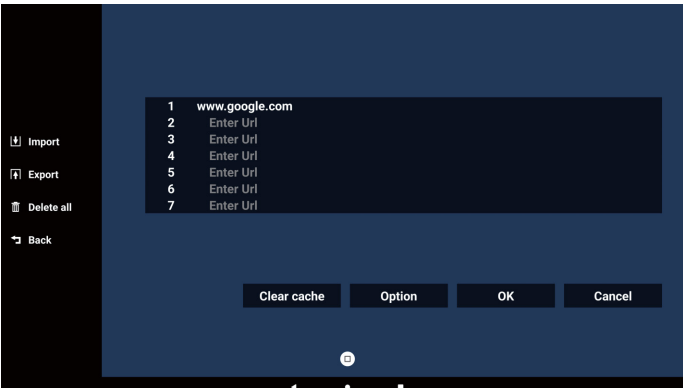 1 www.google.com
2 Enter Url
3 Enter Url
4 Enter Url
5 Enter Url
6 Enter Url
7 Enter Url
Import
Export
Delete all
Back
Clear cache Option OK Cancel